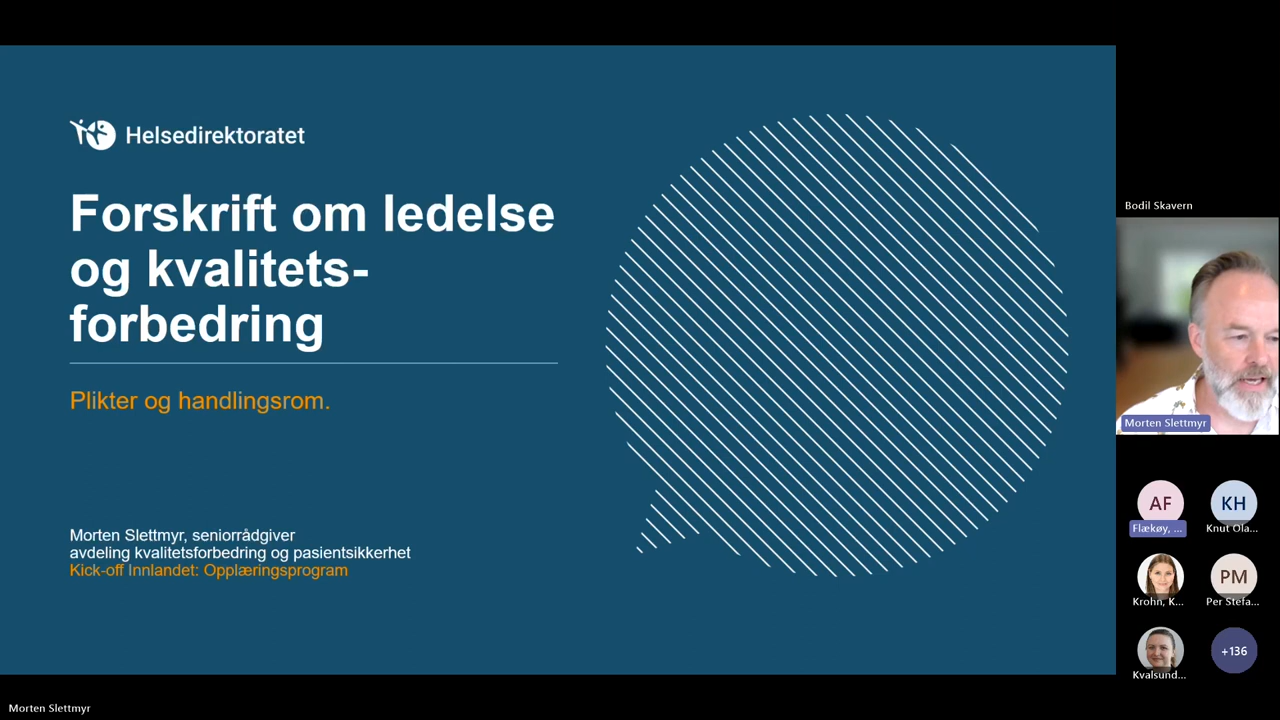 Helsedirektoratet
Forskrift om ledelse
og kvalitets-
forbedring
Plikter og handlingsrom.
Morten Slettmyr, seniorrådgiver
avdeling kvalitetsforbedring og pasientsikkerhet
Kick-off Innlandet: Opplæringsprogram
Bodil Skavern
Morten Slettmyr
AF
KH
Flækøy, ...
Knut Ola...
PM
Krohn, K...
Per Stefa...
+136
Kvalsund...
Morten Slettmyr